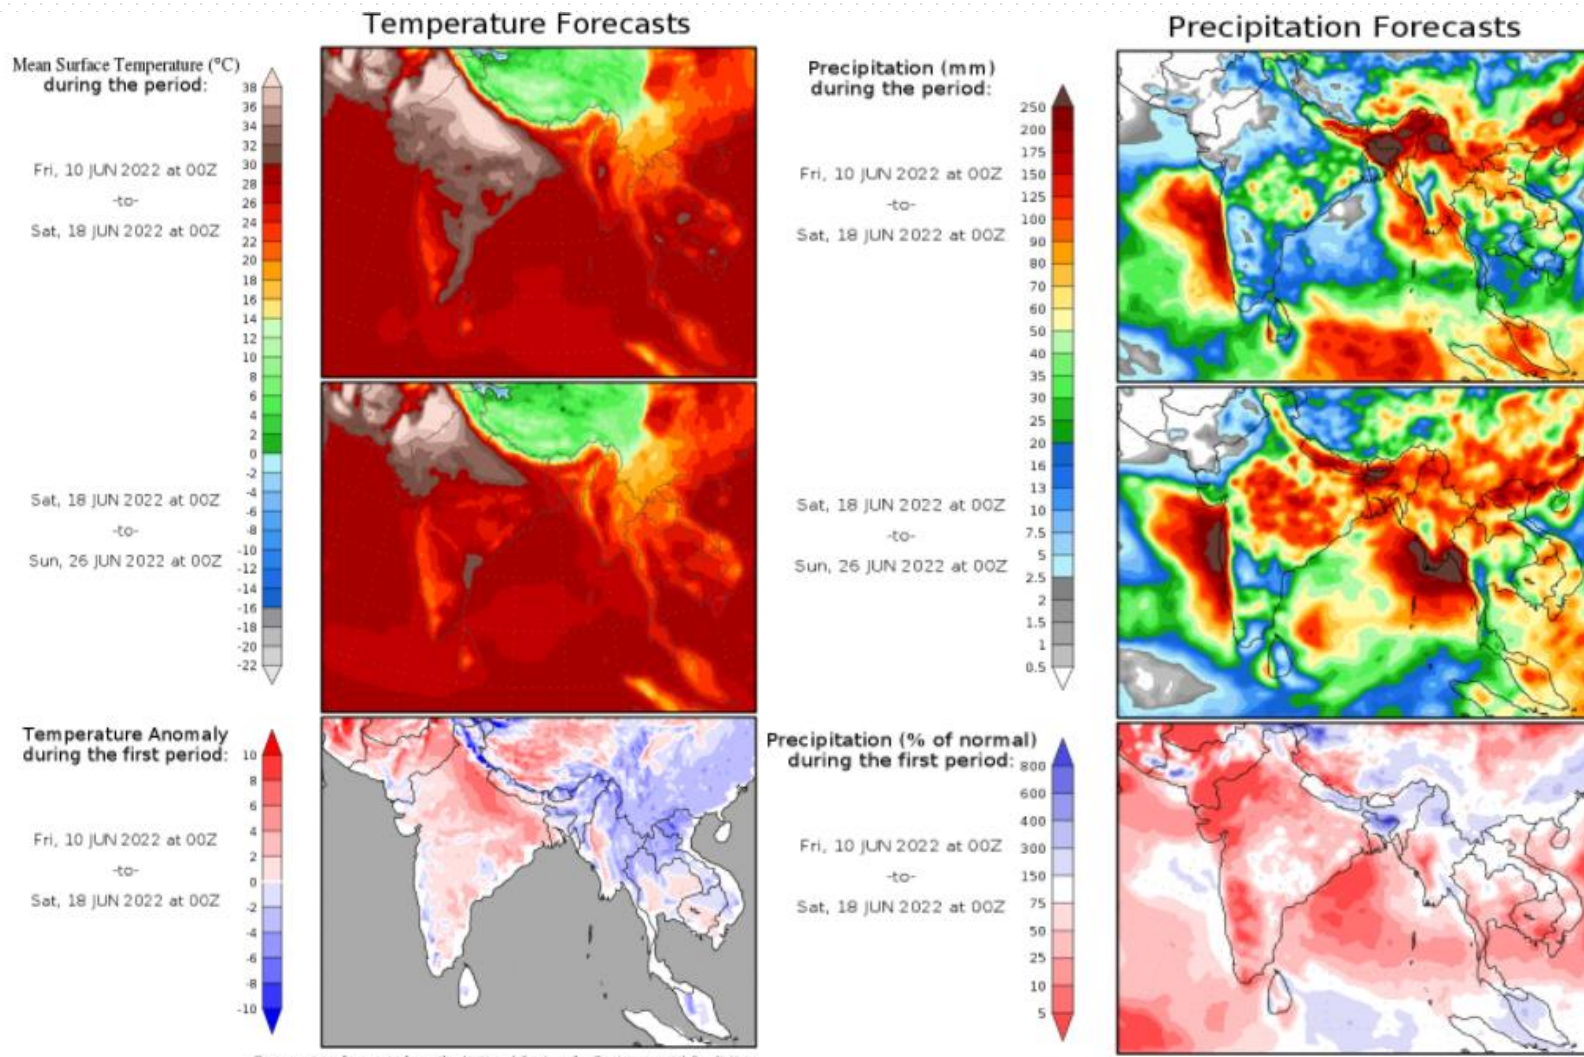 Temperature Forecasts
Mean Surface Temperature (°C)
during the period:
38
36
34
32
30
28
26
24
22
20
18
16
14
12
10
8
6
4
2
0
-2
-4
-6
-8
-10
-12
-14
-16
-18
-20
-22
Fri, 10 JUN 2022 at 00Z
-to-
Sat, 18 JUN 2022 at 00Z
Sat, 18 JUN 2022 at 00Z
-to-
Sun, 26 JUN 2022 at 00Z
Temperature Anomaly
during the first period:
10
8
6
4
2
0
-2
-4
-6
-8
-10
Fri, 10 JUN 2022 at 00Z
-to-
Sat, 18 JUN 2022 at 00Z
Precipitation Forecasts
Precipitation (mm)
during the period:
250
200
175
150
125
100
90
80
70
60
50
40
35
30
25
20
16
13
10
7.5
5
2.5
2
1.5
1
0.5
Fri, 10 JUN 2022 at 00Z
-to-
Sat, 18 JUN 2022 at 00Z
Sat, 18 JUN 2022 at 00Z
-to-
Sun, 26 JUN 2022 at 00Z
Precipitation (% of normal)
during the first period:
800
600
400
300
150
75
50
25
10
5
Fri, 10 JUN 2022 at 00Z
-to-
Sat, 18 JUN 2022 at 00Z